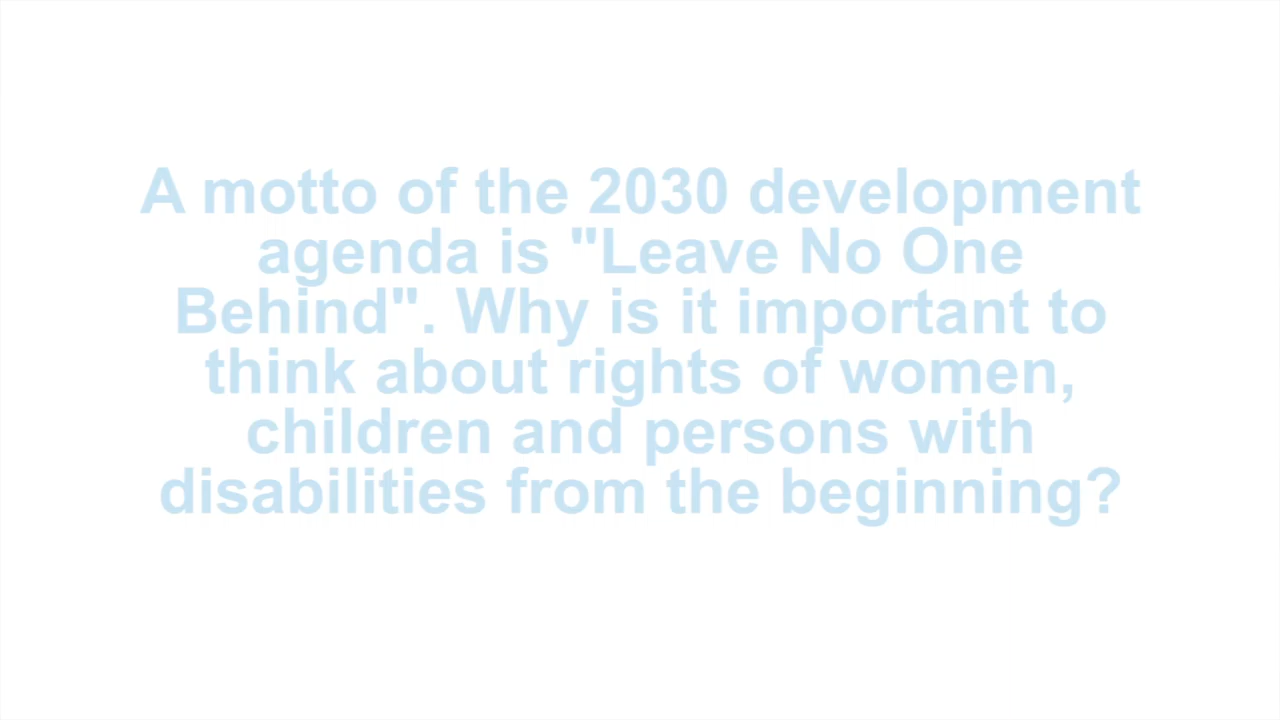 A motto of the 2030 development
agenda is "Leave No One
Behind". Why is it important to
think about rights of women,
children and persons with
disabilities from the beginning?